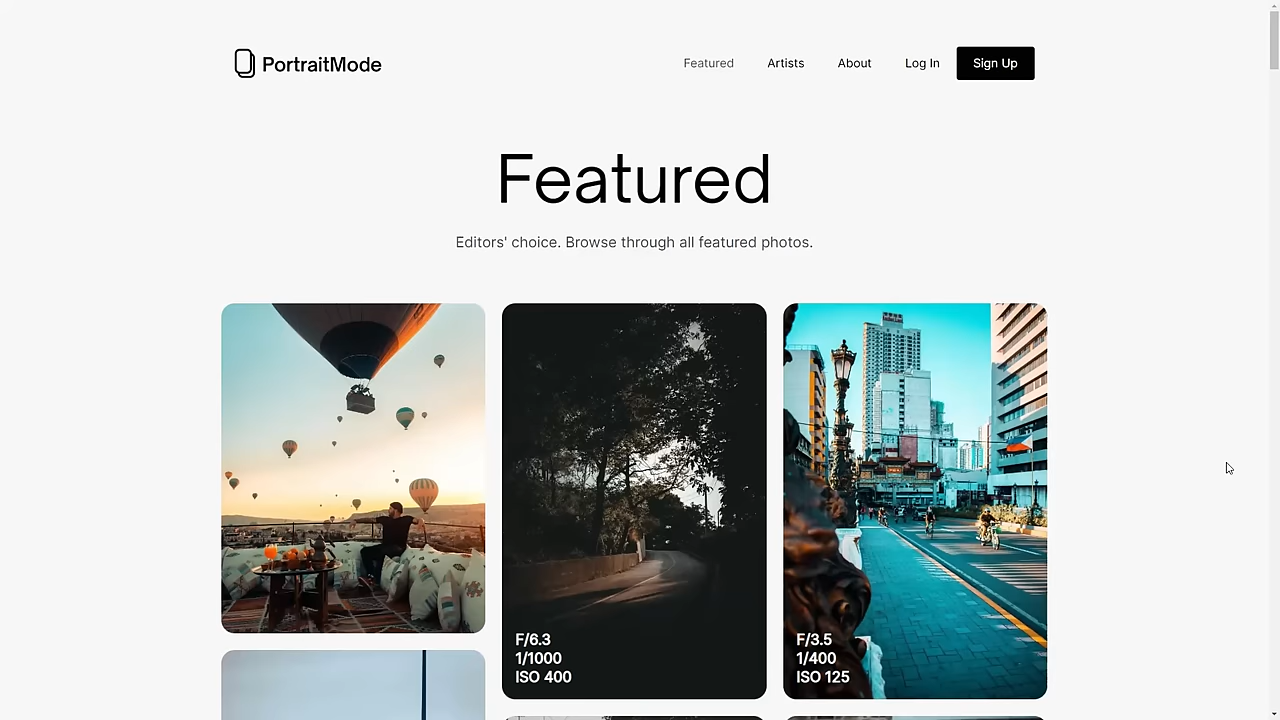 PortraitMode
Featured Artists About Log In Sign Up
Featured
Editors' choice. Browse through all featured photos.
F/6.3
1/1000
ISO 400
F/3.5
1/400
ISO 125